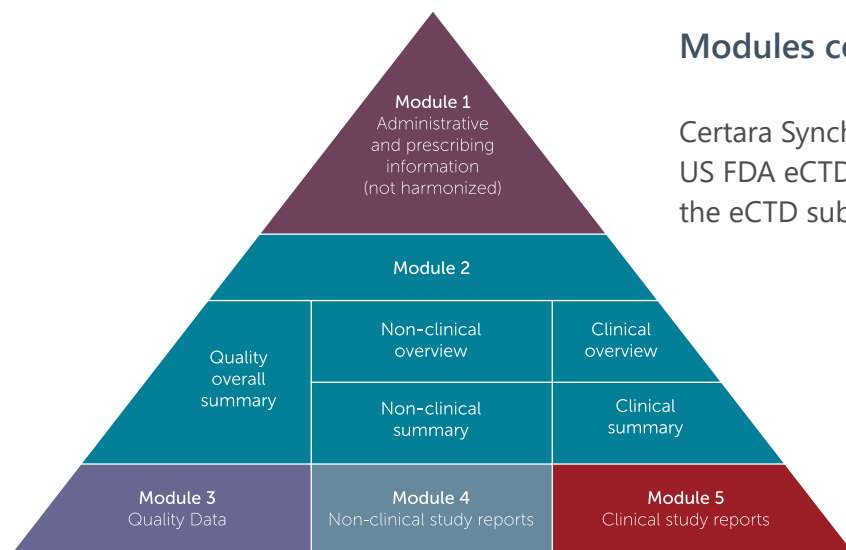 Modules co
Certara Synch
US FDA eCTD
the eCTD sub
Module 1
Administrative
and prescribing
information
(not harmonized)
Module 2
Quality
overall
summary
Non-clinical
overview
Clinical
overview
Non-clinical
summary
Clinical
summary
Module 3
Quality Data
Module 4
Non-clinical study reports
Module 5
Clinical study reports